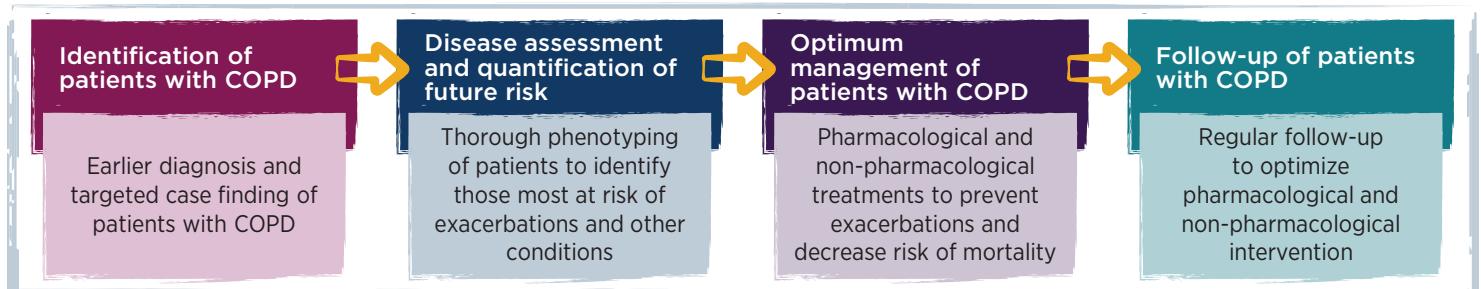 Identification of
patients with COPD
Earlier diagnosis and
targeted case finding of
patients with COPD
Disease assessment
and quantification of
future risk
Thorough phenotyping
of patients to identify
those most at risk of
exacerbations and other
conditions
Optimum
management of
patients with COPD
Pharmacological and
non-pharmacological
treatments to prevent
exacerbations and
decrease risk of mortality
Follow-up of patients
with COPD
Regular follow-up
to optimize
pharmacological and
non-pharmacological
intervention